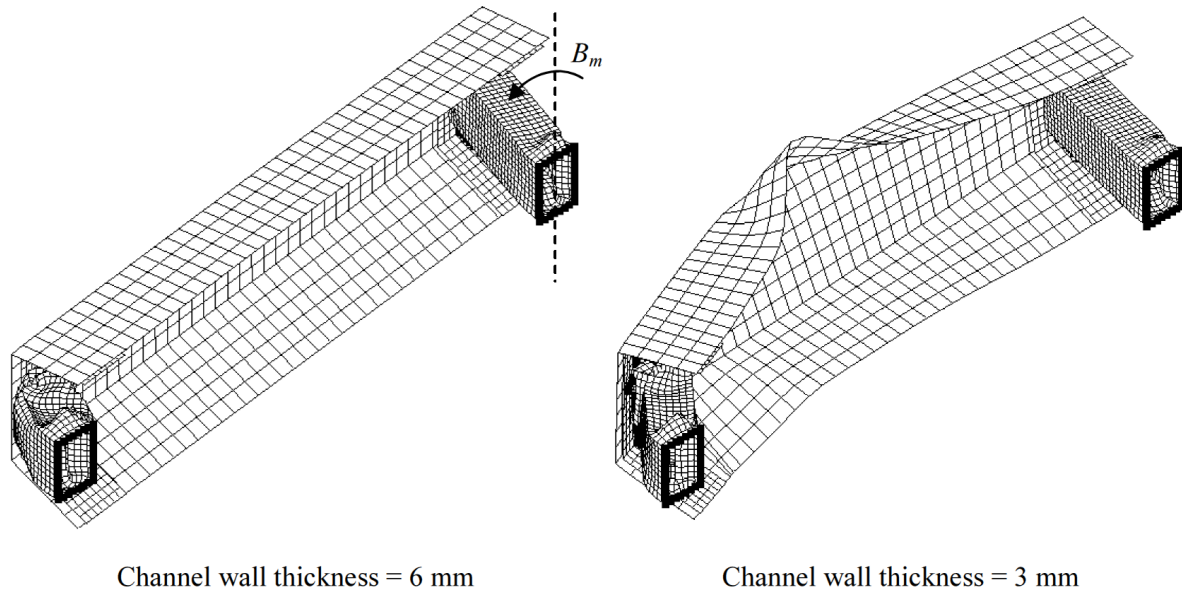 B_m
Channel wall thickness = 6 mm
Channel wall thickness = 3 mm